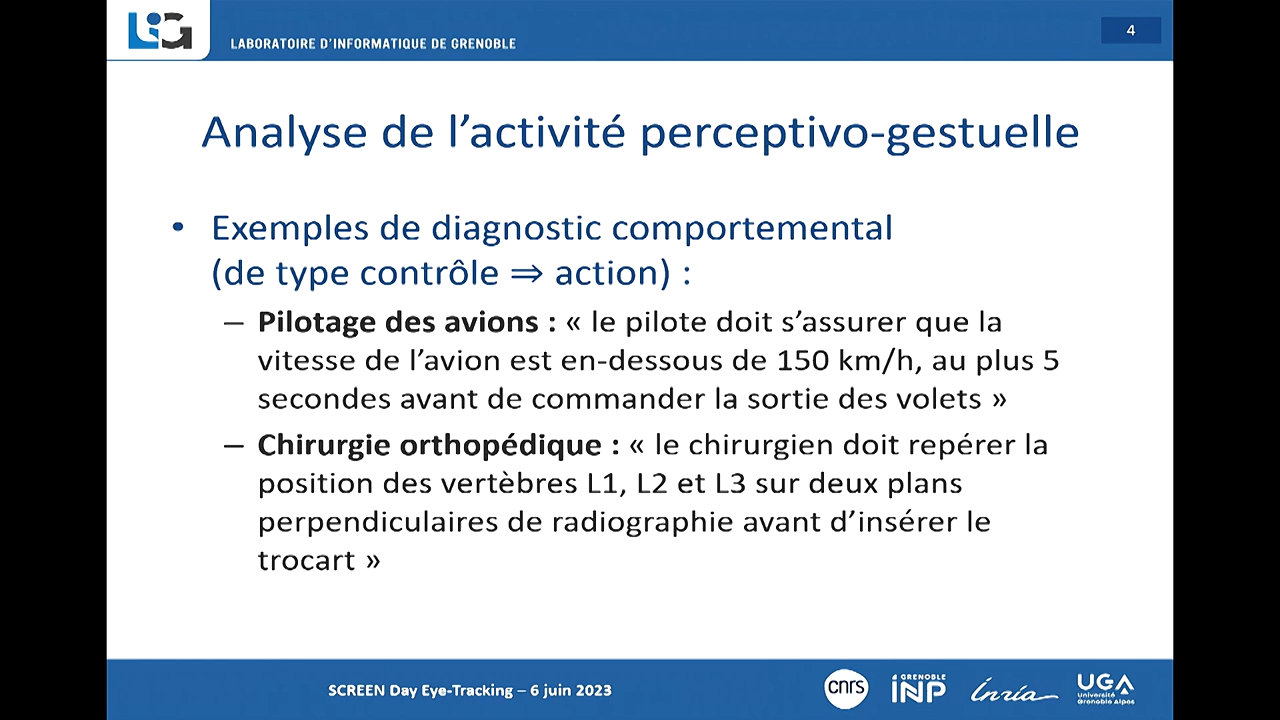 LIG
LABORATOIRE D'INFORMATIQUE DE GRENOBLE
4
Analyse de l’activité perceptivo-gestuelle
• Exemples de diagnostic comportemental
(de type contrôle ⇒ action) :
– Pilotage des avions : « le pilote doit s’assurer que la
vitesse de l’avion est en-dessous de 150 km/h, au plus 5
secondes avant de commander la sortie des volets »
– Chirurgie orthopédique : « le chirurgien doit repérer la
position des vertèbres L1, L2 et L3 sur deux plans
perpendiculaires de radiographie avant d’insérer le
trocart »
SCREEN Day Eye-Tracking – 6 juin 2023
cnrs
GRENOBLE
INP
Inria
UGA
Université
Grenoble Alpes